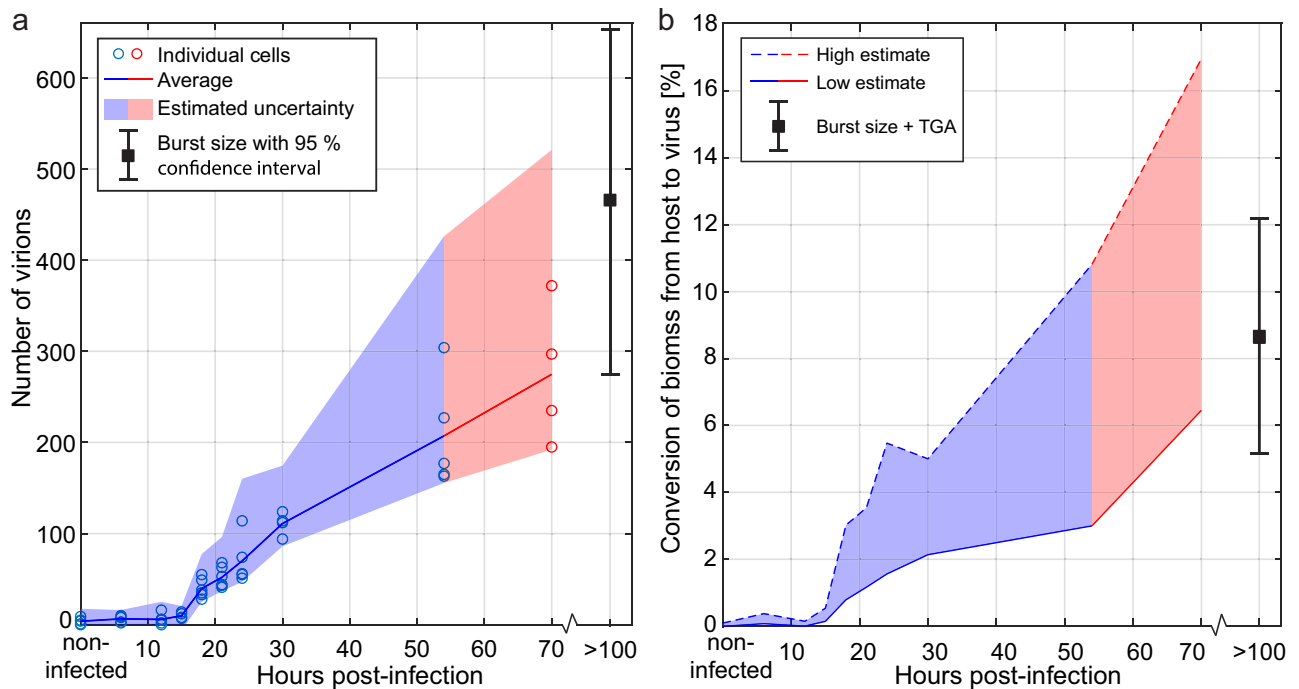 a
600
500
400
300
200
100
0
Number of virions
Individual cells
Average
Estimated uncertainty
Burst size with 95 %
confidence interval
non-
infected
10 20 30 40 50 60 70 >100
Hours post-infection
b
18
16
14
12
10
8
6
4
2
0
Conversion of biomss from host to virus [%]
High estimate
Low estimate
Burst size + TGA
non-
infected
10 20 30 40 50 60 70 >100
Hours post-infection